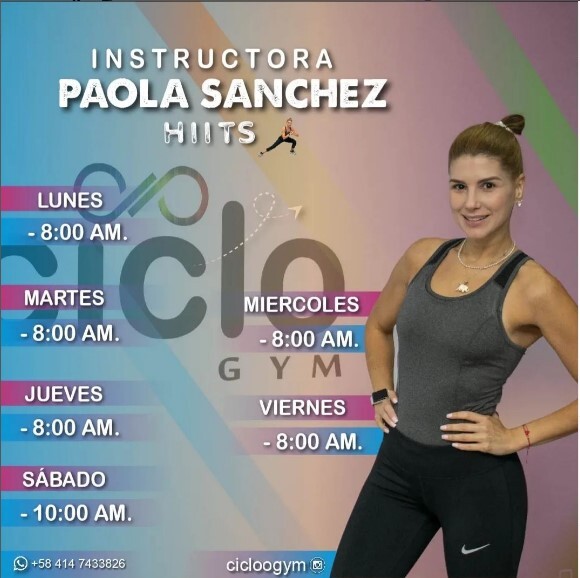 INSTRUCTORA
PAOLA SANCHEZ
HIITS
LUNES
- 8:00 AM.
ciclo
GYM
MARTES
- 8:00 AM.
MIERCOLES
- 8:00 AM.
JUEVES
- 8:00 AM.
VIERNES
- 8:00 AM.
SÁBADO
- 10:00 AM.
+58 414 7433826
cicloogym